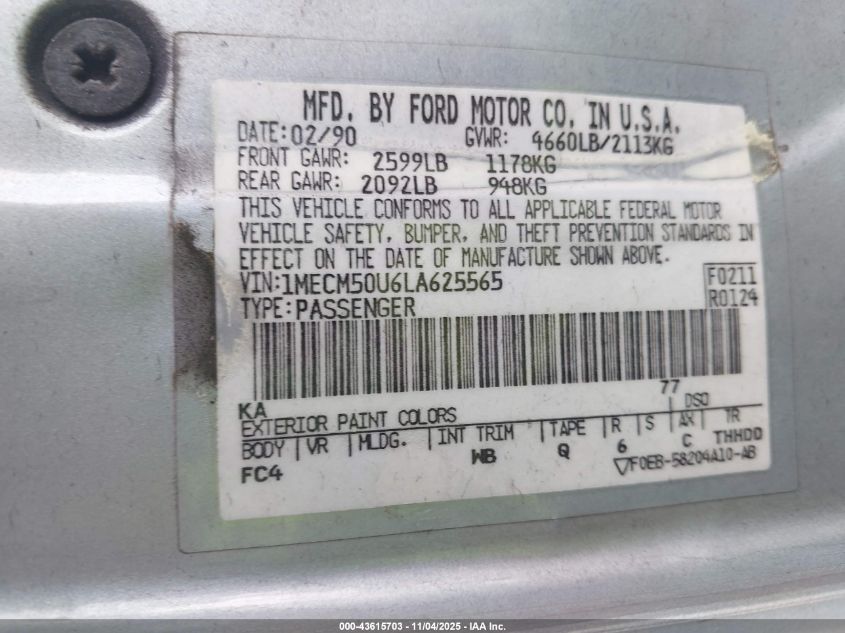 MFD. BY FORD MOTOR CO. IN U.S.A.
DATE: 02/90 GVWR: 4660LB/2113KG
FRONT GAWR: 2599LB 1178KG
REAR GAWR: 2092LB 948KG
THIS VEHICLE CONFORMS TO ALL APPLICABLE FEDERAL MOTOR
VEHICLE SAFETY, BUMPER, AND THEFT PREVENTION STANDARDS IN
EFFECT ON THE DATE OF MANUFACTURE SHOWN ABOVE.
VIN: 1MECM50U6LA625565 F0211
TYPE: PASSENGER R0124
KA 77
EXTERIOR PAINT COLORS DSO
BODY VR MLDG. INT TRIM TAPE R S AX TR
FC4 WB Q 6 C THHDD
F0EB-58204A10-AB
000-43615703 - 11/04/2025 - IAA Inc.